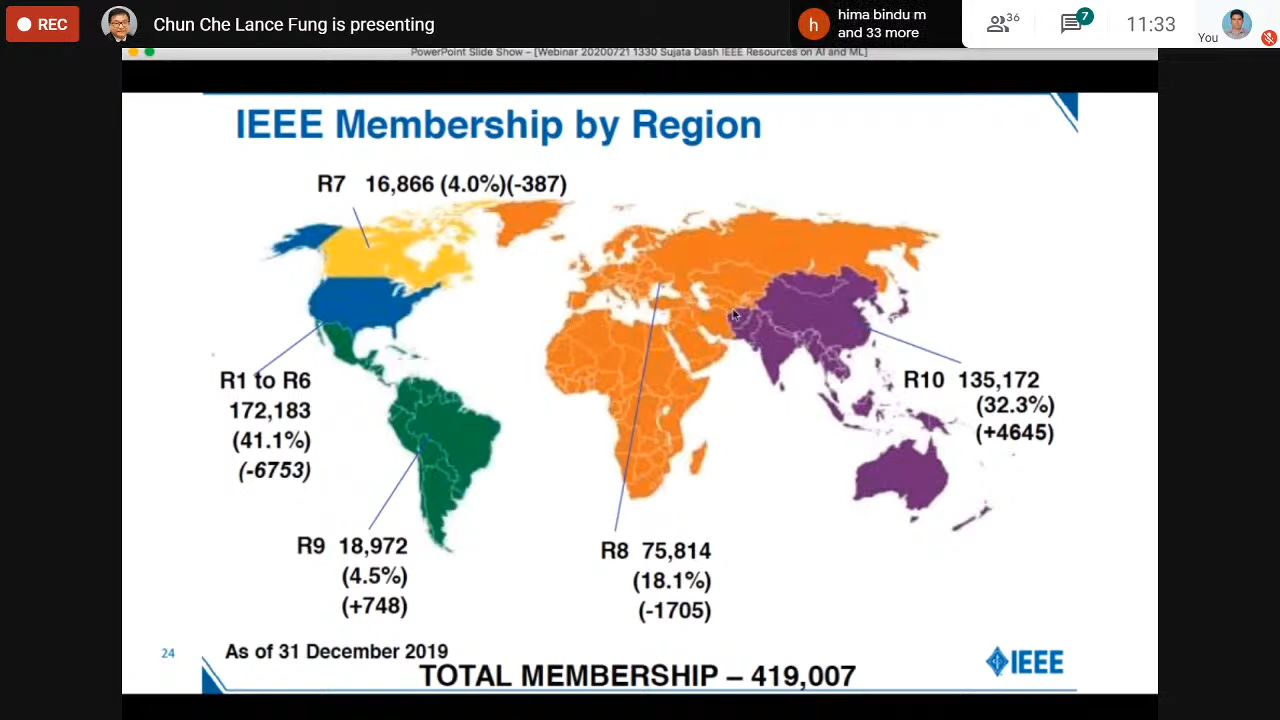 REC
Chun Che Lance Fung is presenting
h
hima bindu m
and 33 more
36
7
11:33
You
PowerPoint Slide Show - [Webinar 20200721 1330 Sujata Dash IEEE Resources on AI and ML]
IEEE Membership by Region
R7 16,866 (4.0%)(-387)
R1 to R6
172,183
(41.1%)
(-6753)
R10 135,172
(32.3%)
(+4645)
R9 18,972
(4.5%)
(+748)
R8 75,814
(18.1%)
(-1705)
24
As of 31 December 2019
TOTAL MEMBERSHIP – 419,007
IEEE